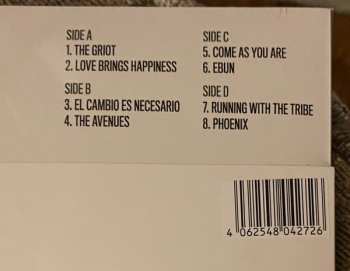 SIDE A
1. THE GRIOT
2. LOVE BRINGS HAPPINESS
SIDE B
3. EL CAMBIO ES NECESARIO
4. THE AVENUES
SIDE C
5. COME AS YOU ARE
6. EBUN
SIDE D
7. RUNNING WITH THE TRIBE
8. PHOENIX
4 062548 042726